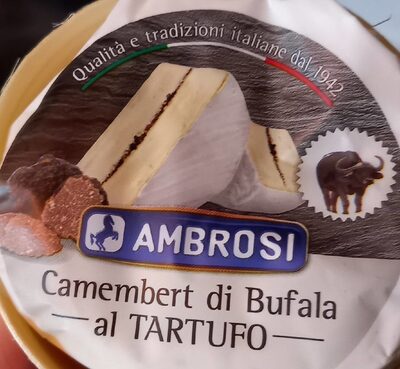 Qualità e tradizioni italiane dal 1942
AMBROSI
Camembert di Bufala
al TARTUFO